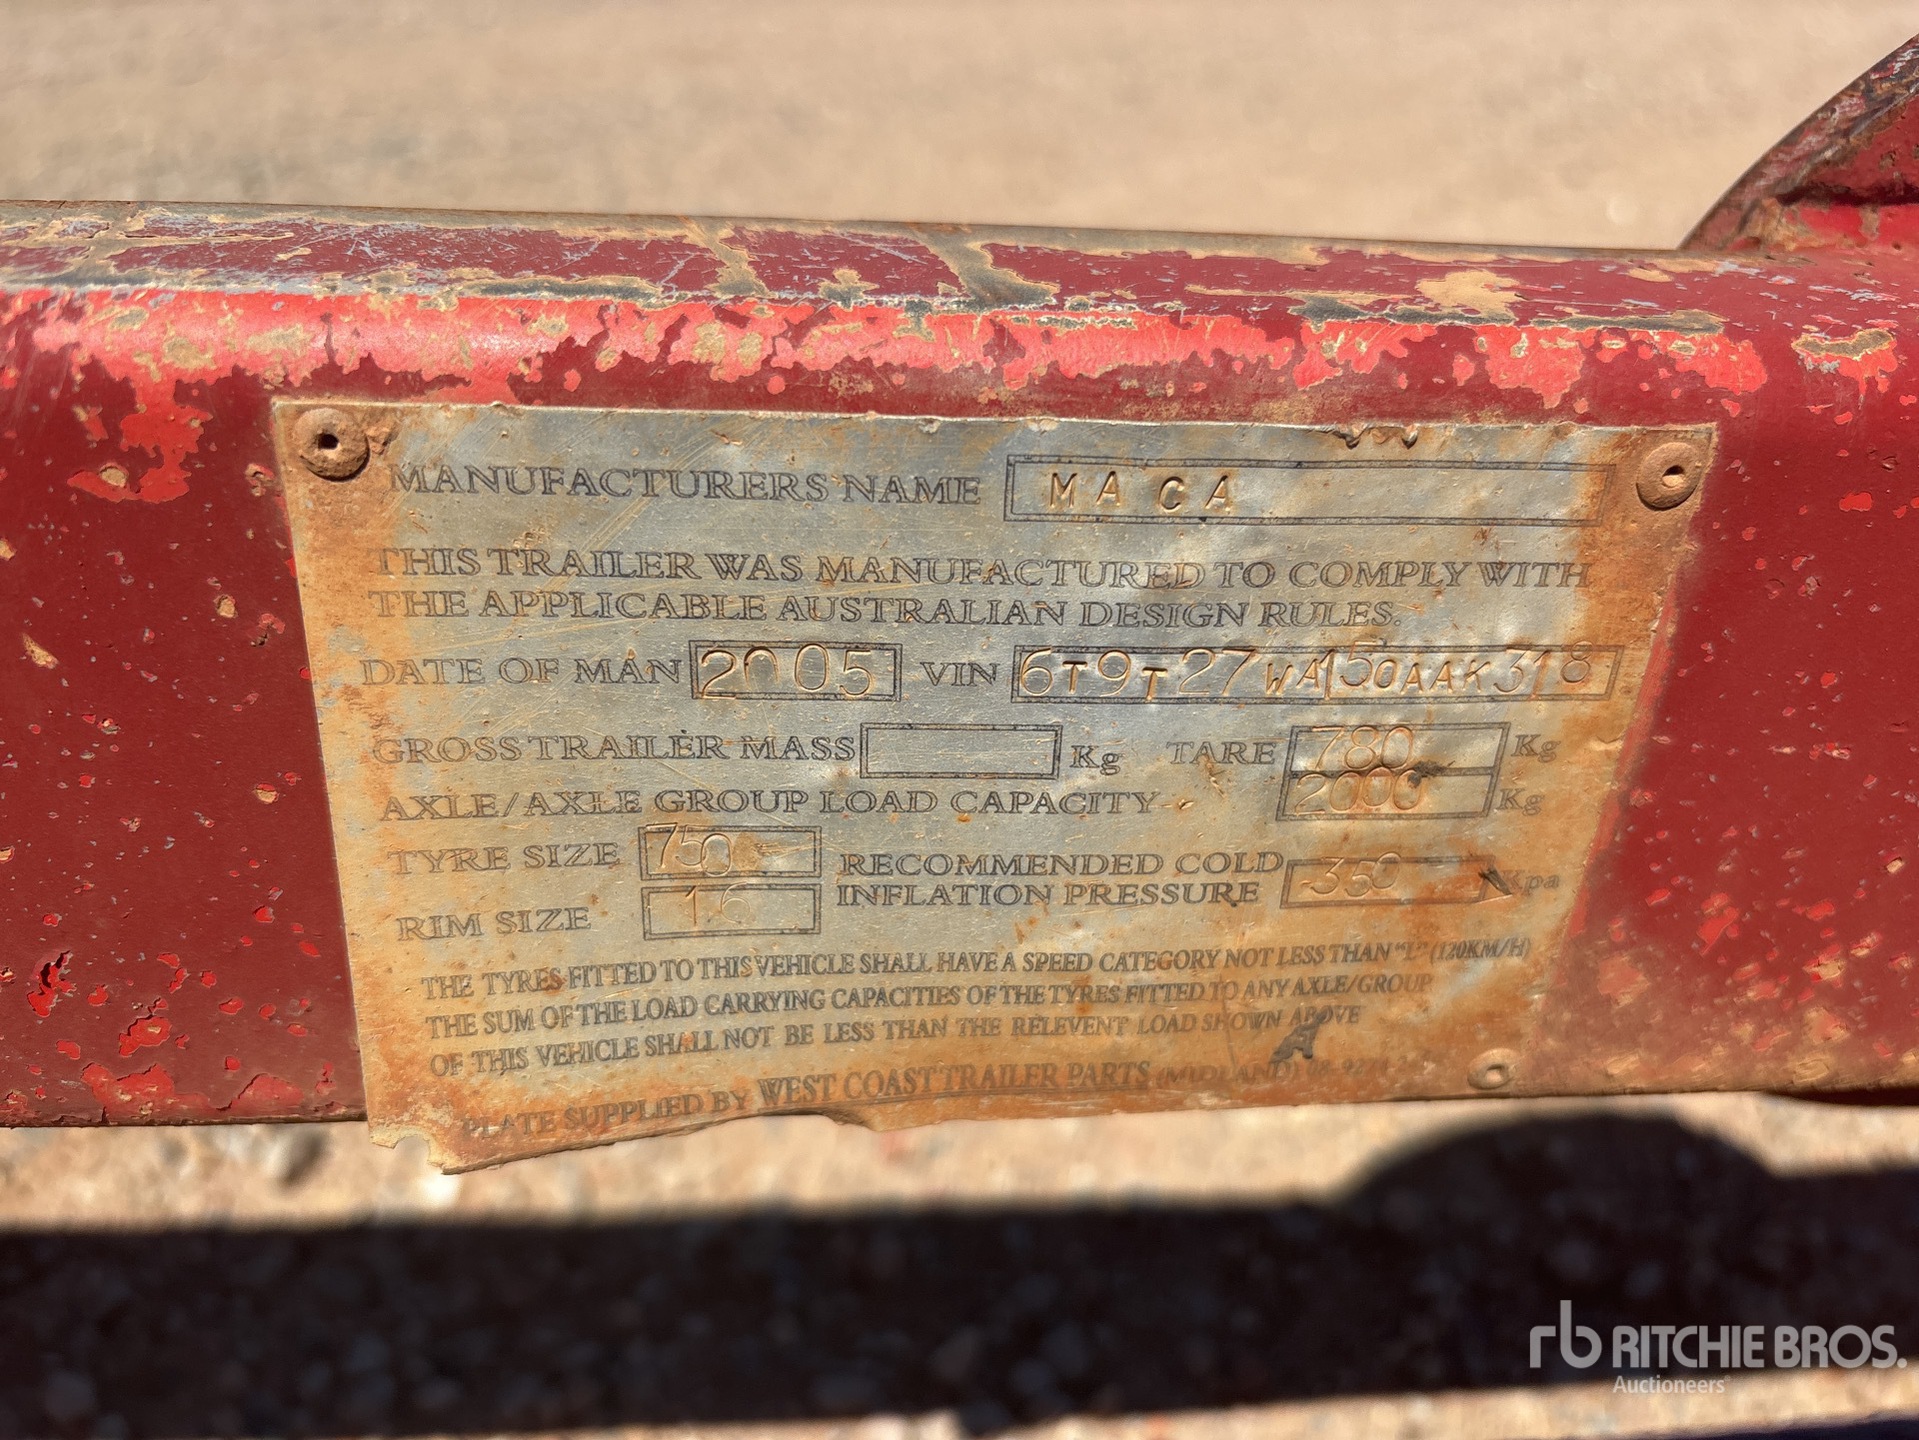 MANUFACTURERS NAME MACA
THIS TRAILER WAS MANUFACTURED TO COMPLY WITH
THE APPLICABLE AUSTRALIAN DESIGN RULES.
DATE OF MAN 2005 VIN 6T9T27WA150AAK318
GROSS TRAILER MASS Kg TARE 780 Kg
AXLE/AXLE GROUP LOAD CAPACITY 2000 Kg
TYRE SIZE 750 RECOMMENDED COLD
INFLATION PRESSURE 350 Kpa
RIM SIZE 16
THE TYRES FITTED TO THIS VEHICLE SHALL HAVE A SPEED CATEGORY NOT LESS THAN "L" (120KM/H)
THE SUM OF THE LOAD CARRYING CAPACITIES OF THE TYRES FITTED TO ANY AXLE/GROUP
OF THIS VEHICLE SHALL NOT BE LESS THAN THE RELEVENT LOAD SHOWN ABOVE
PLATE SUPPLIED BY WEST COAST TRAILER PARTS (MIDLAND)
rb RITCHIE BROS.
Auctioneers